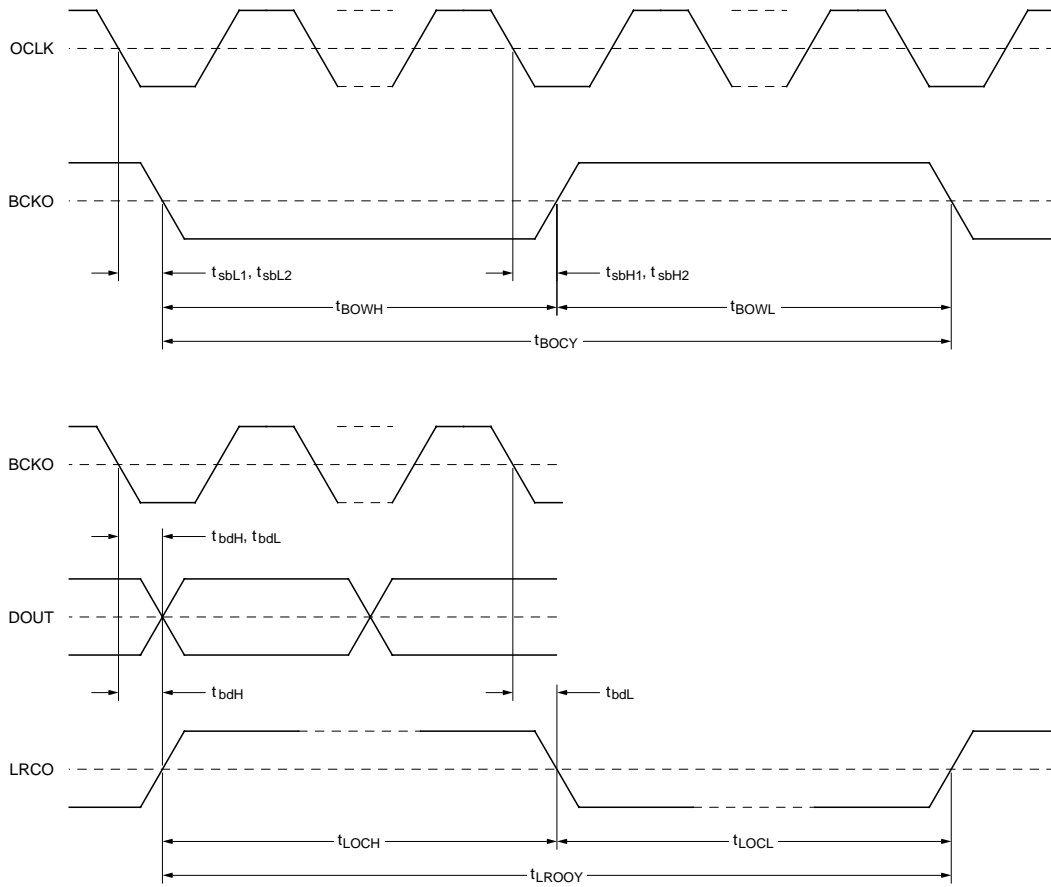 OCLK
BCKO
tsbL1, tsbL2
tsbH1, tsbH2
tBOWH
tBOWL
tBOCY
BCKO
tbdH, tbdL
DOUT
tbdH
tbdL
LRCO
tLOCH
tLOCL
tLROOY